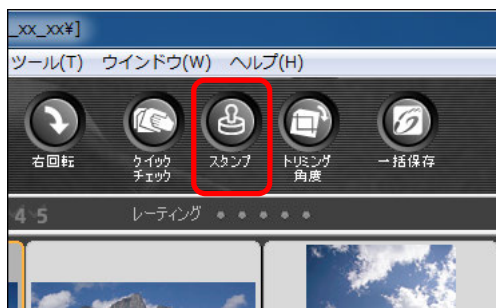 _xx_xx¥]
ツール(T) ウインドウ(W) ヘルプ(H)
右回転
クイック
チェック
スタンプ
トリミング
角度
一括保存
4 5 レーティング